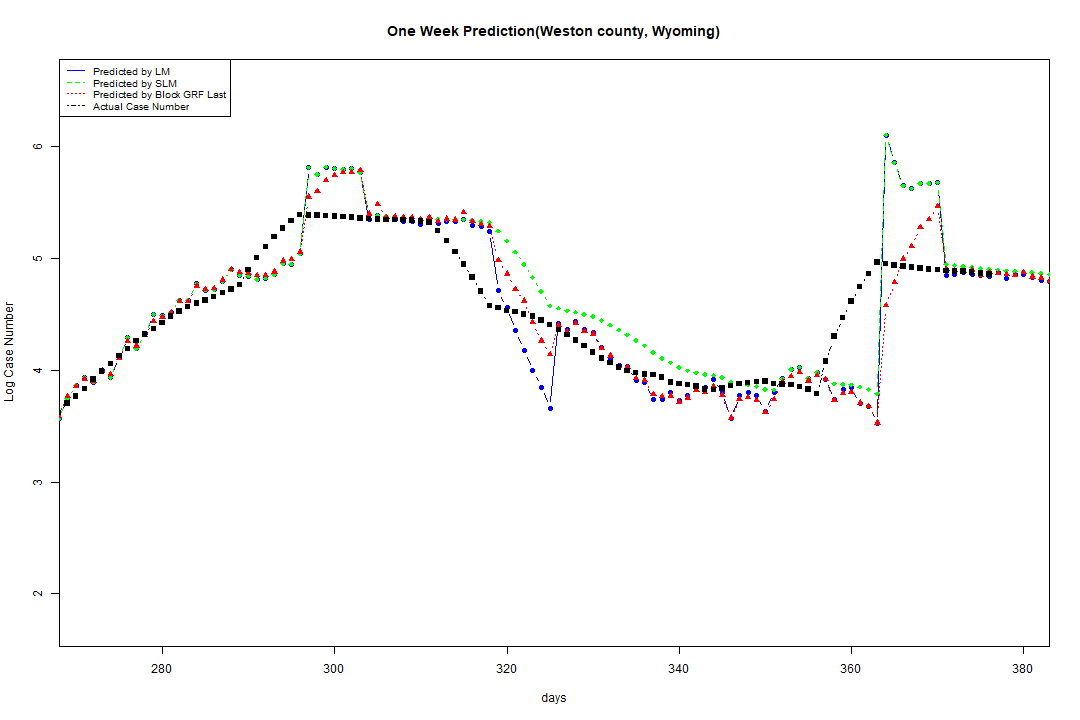 One Week Prediction(Weston county, Wyoming)
Predicted by LM
Predicted by SLM
Predicted by Block GRF Last
Actual Case Number
6
5
4
3
2
Log Case Number
280 300 320 340 360 380
days